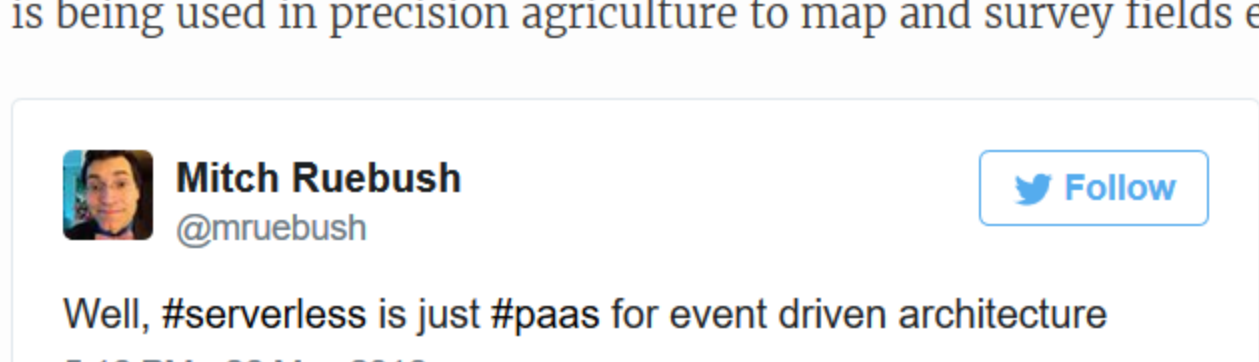 is being used in precision agriculture to map and survey fields
Mitch Ruebush
Follow
@mruebush
Well, #serverless is just #paas for event driven architecture